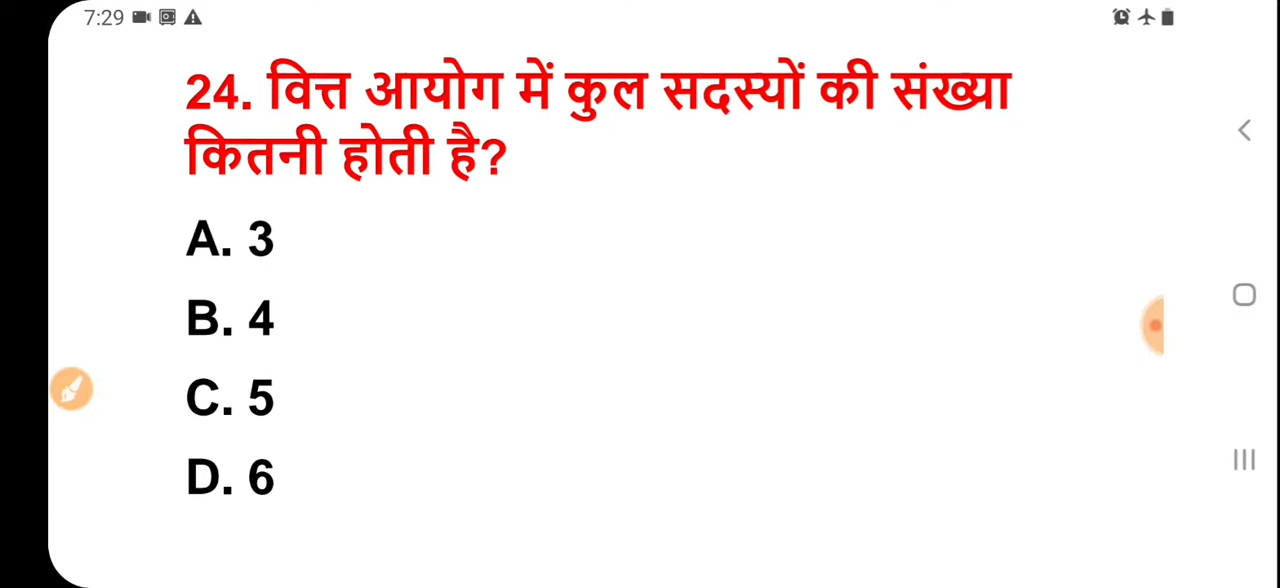 7:29
24. वित्त आयोग में कुल सदस्यों की संख्या
कितनी होती है?
A. 3
B. 4
C. 5
D. 6